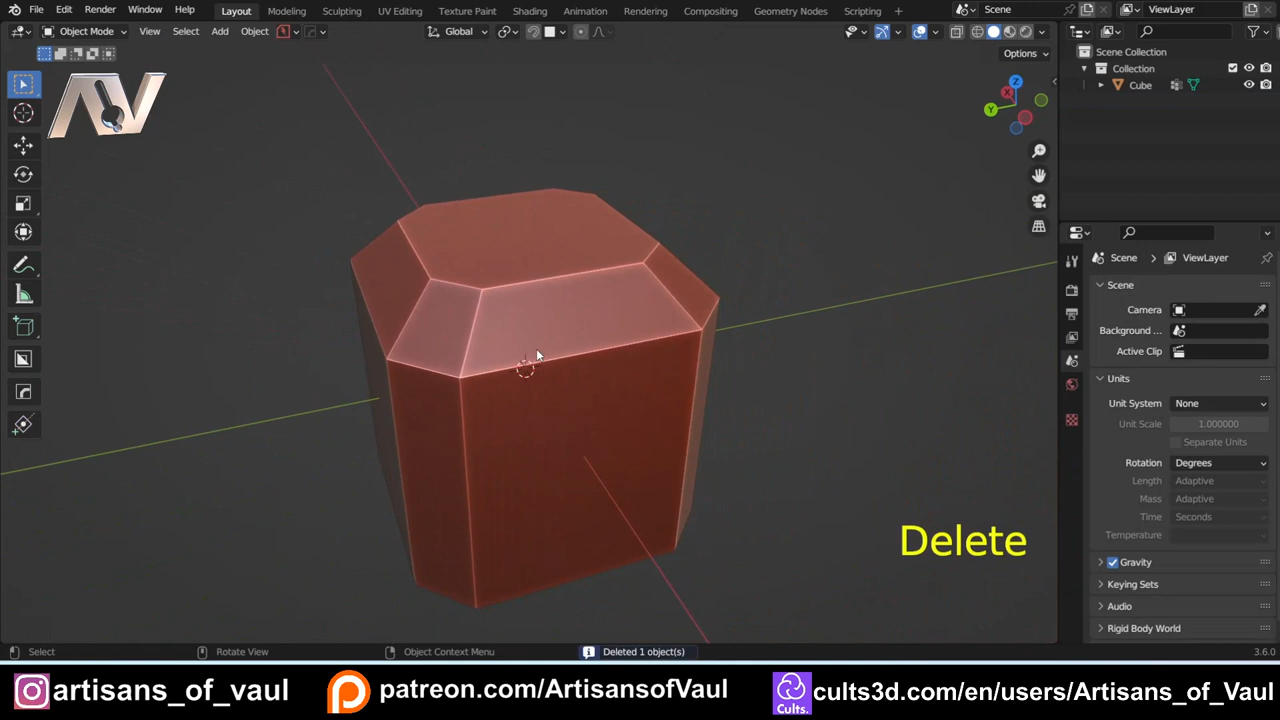 File Edit Render Window Help Layout Modeling Sculpting UV Editing Texture Paint Shading Animation Rendering Compositing Geometry Nodes Scripting + Scene ViewLayer
Object Mode View Select Add Object Global
Options
Scene Collection
Collection
Cube
AV
Z
X
Y
Scene > ViewLayer
Scene
Camera
Background ...
Active Clip
Units
Unit System None
Unit Scale 1.000000
Separate Units
Rotation Degrees
Length Adaptive
Mass Adaptive
Time Seconds
Temperature
Gravity
Keying Sets
Audio
Rigid Body World
Delete
Select Rotate View Object Context Menu Deleted 1 object(s) 3.6.0
artisans_of_vaul patreon.com/ArtisansofVaul Cults. cults3d.com/en/users/Artisans_of_Vaul